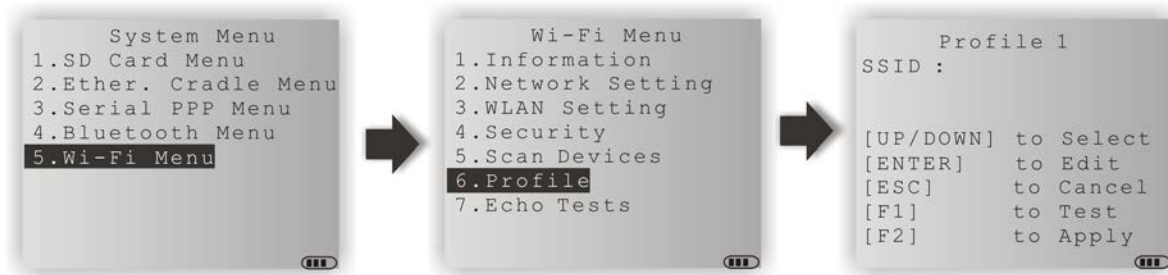 System Menu
1.SD Card Menu
2.Ether. Cradle Menu
3.Serial PPP Menu
4.Bluetooth Menu
5.Wi-Fi Menu
Wi-Fi Menu
1.Information
2.Network Setting
3.WLAN Setting
4.Security
5.Scan Devices
6.Profile
7.Echo Tests
Profile 1
SSID :
[UP/DOWN] to Select
[ENTER] to Edit
[ESC] to Cancel
[F1] to Test
[F2] to Apply